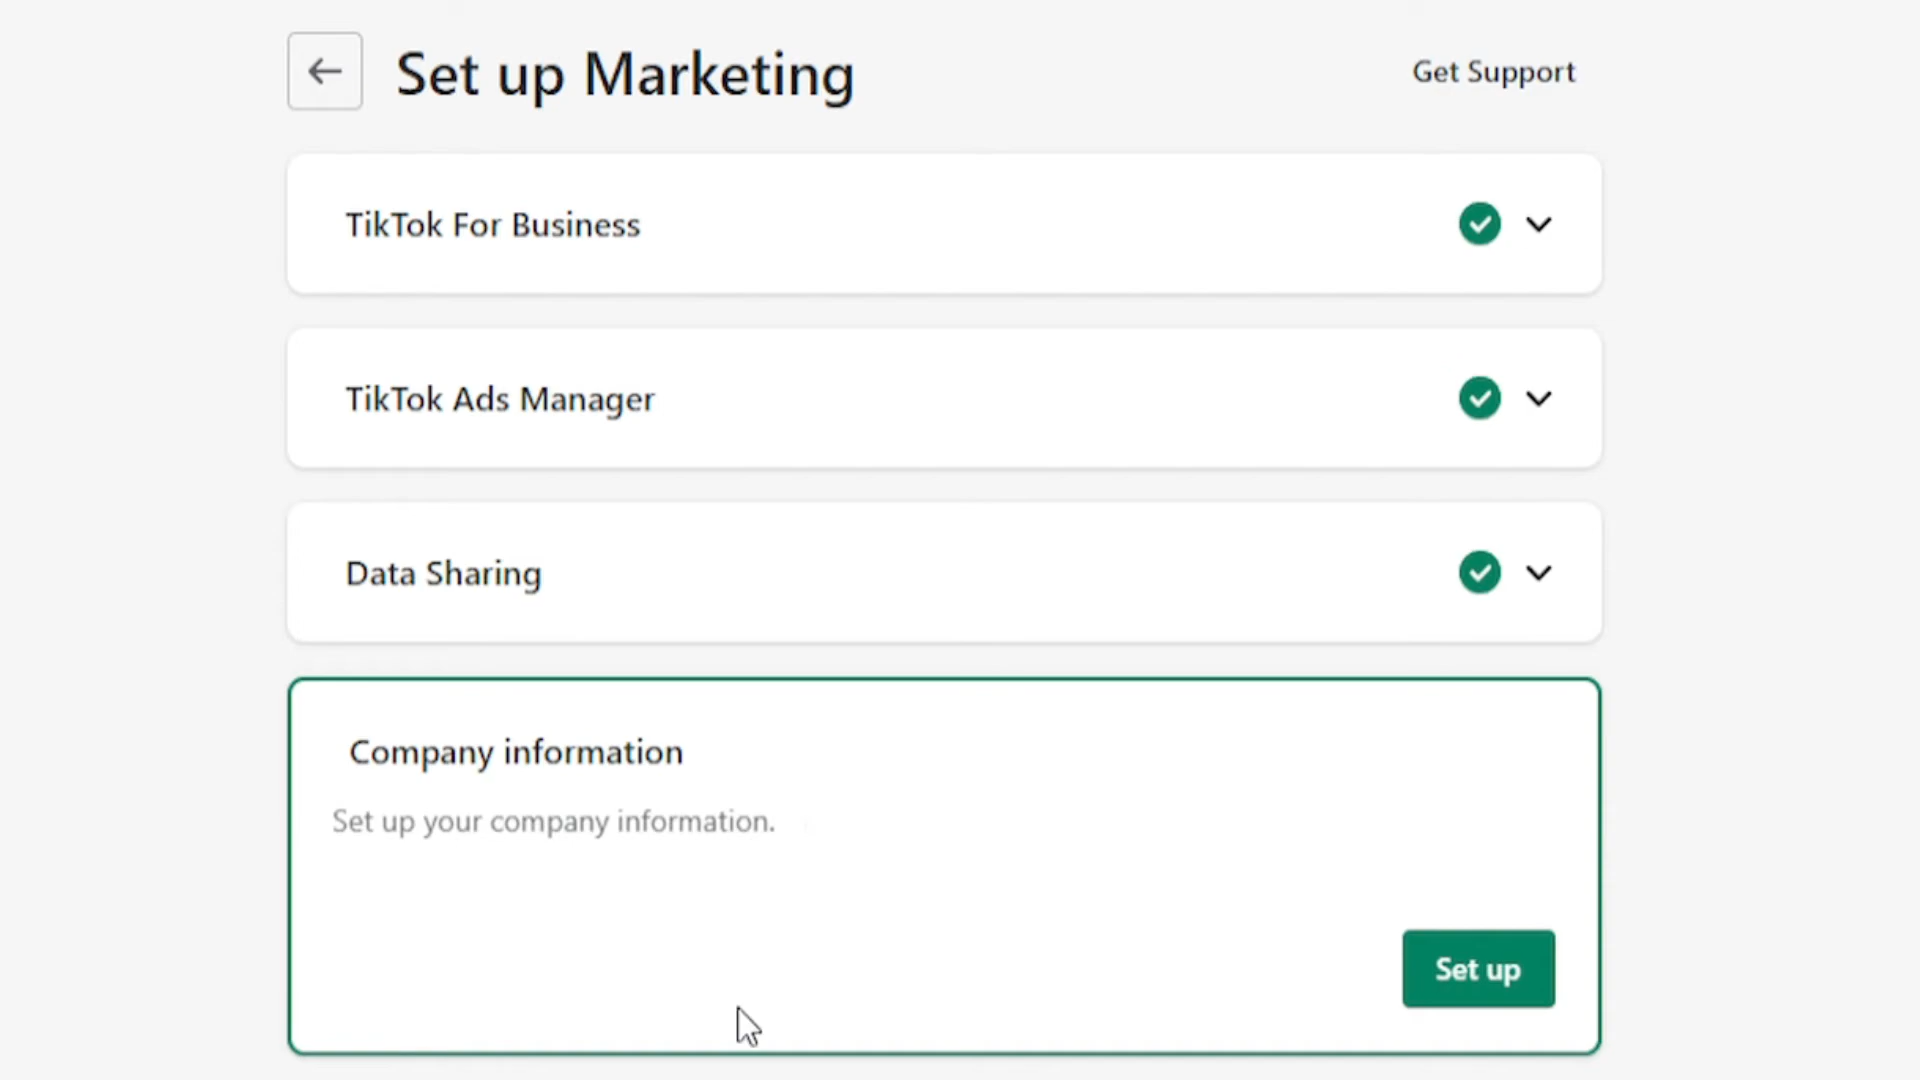 Set up Marketing
Get Support
TikTok For Business
TikTok Ads Manager
Data Sharing
Company information
Set up your company information.
Set up